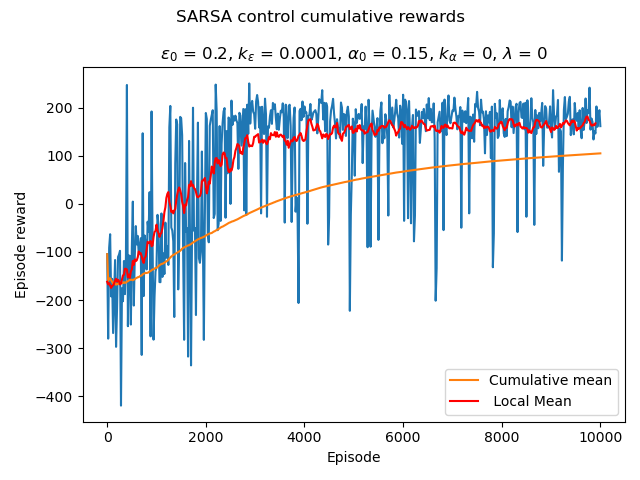 SARSA control cumulative rewards
ε₀ = 0.2, kε = 0.0001, α₀ = 0.15, kα = 0, λ = 0
Episode reward
200
100
0
−100
−200
−300
−400
0
2000
4000
6000
8000
10000
Episode
Cumulative mean
Local Mean